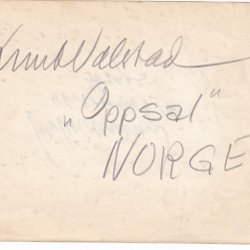 Knut Valstad
„Oppsal"
NORGE